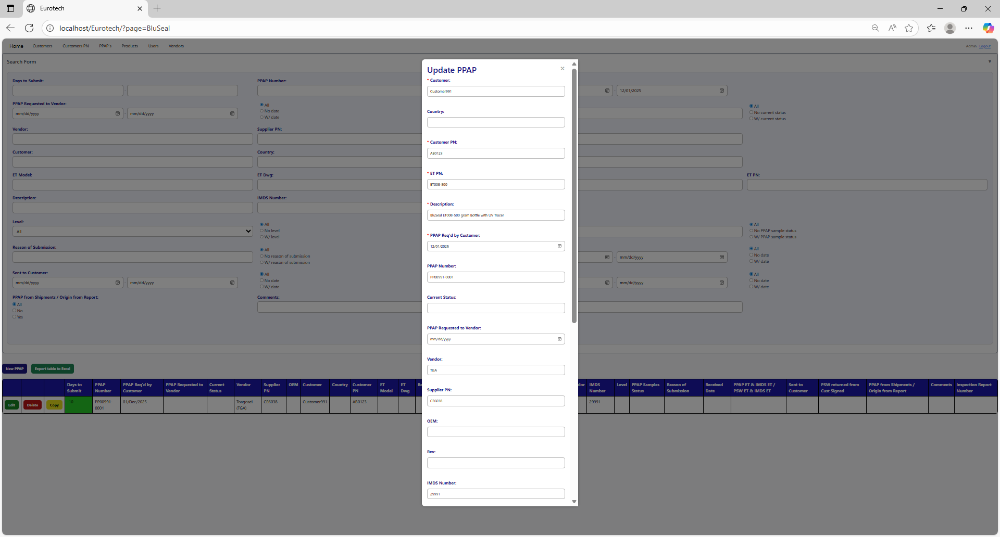 Eurotech
localhost/Eurotech/?page=BluSeal
Home Customers Customers PN PPAP's Products Users Vendors Admin Logout
Search Form
Days to Submit: PPAP Number:
- - 12/01/2025
PPAP Requested to Vendor:
mm/dd/yyyy - mm/dd/yyyy
All
No date
W/ date
All
No current status
W/ current status
Vendor: Supplier PN:
Customer: Country:
ET Model: ET Dwg: ET PN:
Description: IMDS Number:
Level:
All
All
No level
W/ level
All
No PPAP sample status
W/ PPAP sample status
Reason of Submission:
All
No reason of submission
W/ reason of submission
- mm/dd/yyyy
All
No date
W/ date
Sent to Customer:
mm/dd/yyyy - mm/dd/yyyy
All
No date
W/ date
- mm/dd/yyyy
All
No date
W/ date
PPAP from Shipments / Origin from Report:
All
No
Yes
Comments:
Update PPAP ×
* Customer:
Customer991
Country:
* Customer PN:
AB0123
* ET PN:
ET008-500
* Description:
BluSeal ET008-500 gram Bottle with UV Tracer
* PPAP Req'd by Customer:
12/01/2025
PPAP Number:
PP00991-0001
Current Status:
PPAP Requested to Vendor:
mm/dd/yyyy
Vendor:
TGA
Supplier PN:
CE6038
OEM:
Rev:
IMDS Number:
29991
New PPAP Export table to Excel
Days to Submit PPAP Number PPAP Req'd by Customer PPAP Requested to Vendor Current Status Vendor Supplier PN OEM Customer Country Customer PN ET Model ET Dwg Re lor IMDS Number Level PPAP Samples Status Reason of Submission Received Date PPAP ET & IMDS ET / PSW ET & IMDS ET Sent to Customer PSW returned from Cust Signed PPAP from Shipments / Origin from Report Comments Inspection Report Number
Edit Delete Copy -10 PP00991-0001 01/Dec/2025 Toagosei (TGA) CE6038 Customer991 AB0123 29991